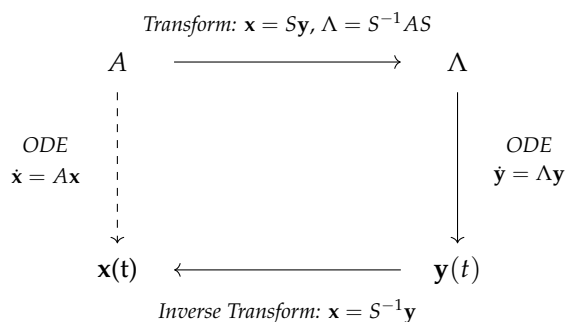 Transform: x = Sy, Λ = S⁻¹AS
A Λ
ODE ODE
ẋ = Ax ẏ = Λy
x(t) y(t)
Inverse Transform: x = S⁻¹y